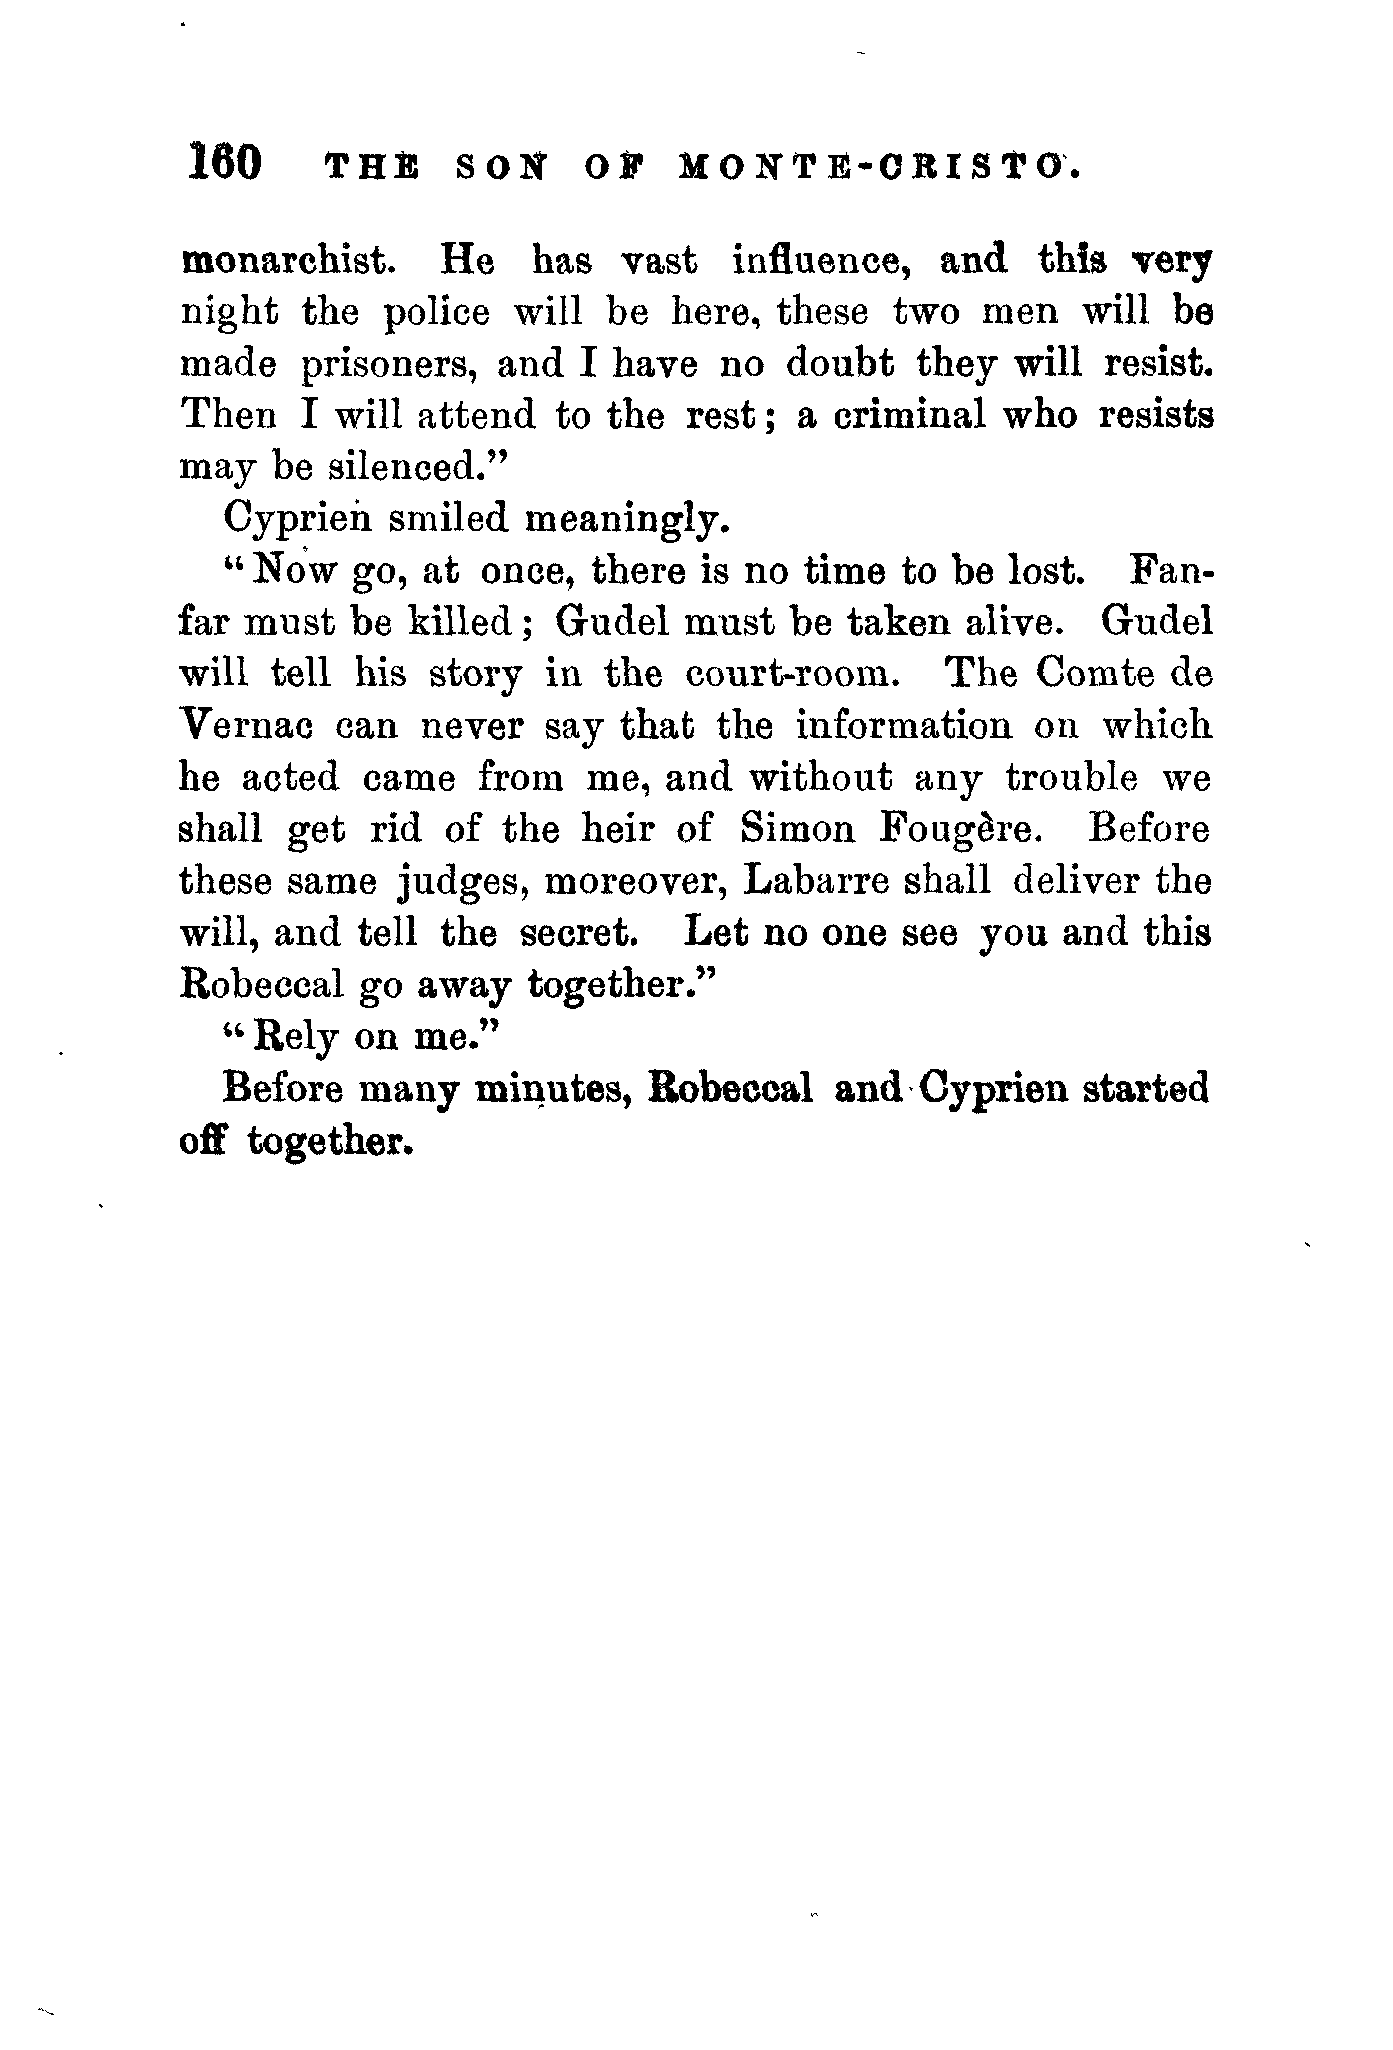 160 THE SON OF MONTE-CRISTO.
monarchist. He has vast influence, and this very
night the police will be here, these two men will be
made prisoners, and I have no doubt they will resist.
Then I will attend to the rest; a criminal who resists
may be silenced."
Cyprien smiled meaningly.
"Now go, at once, there is no time to be lost. Fan-
far must be killed; Gudel must be taken alive. Gudel
will tell his story in the court-room. The Comte de
Vernac can never say that the information on which
he acted came from me, and without any trouble we
shall get rid of the heir of Simon Fougère. Before
these same judges, moreover, Labarre shall deliver the
will, and tell the secret. Let no one see you and this
Robeccal go away together."
"Rely on me."
Before many minutes, Robeccal and Cyprien started
off together.